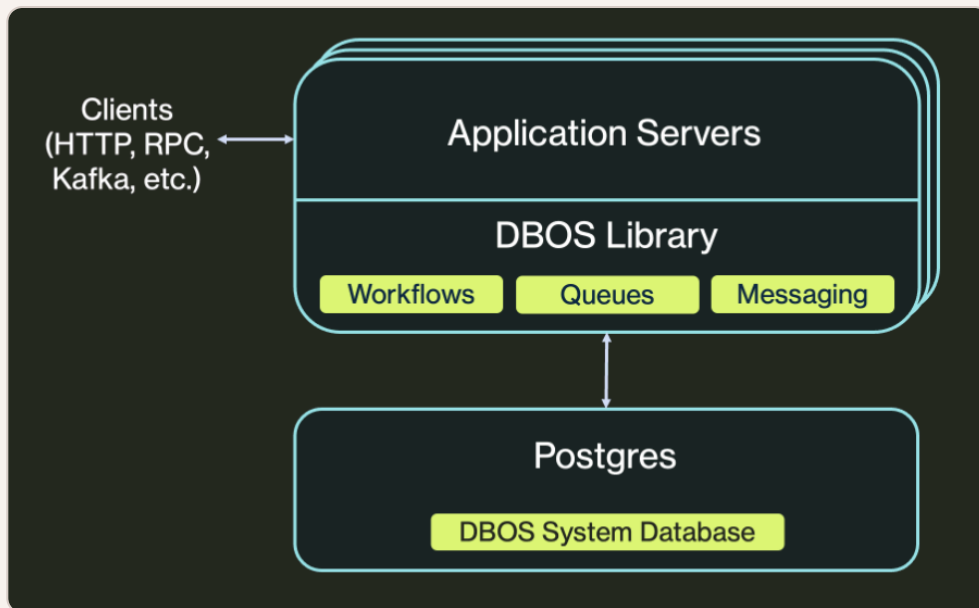 Clients
(HTTP, RPC,
Kafka, etc.)
Application Servers
DBOS Library
Workflows
Queues
Messaging
Postgres
DBOS System Database